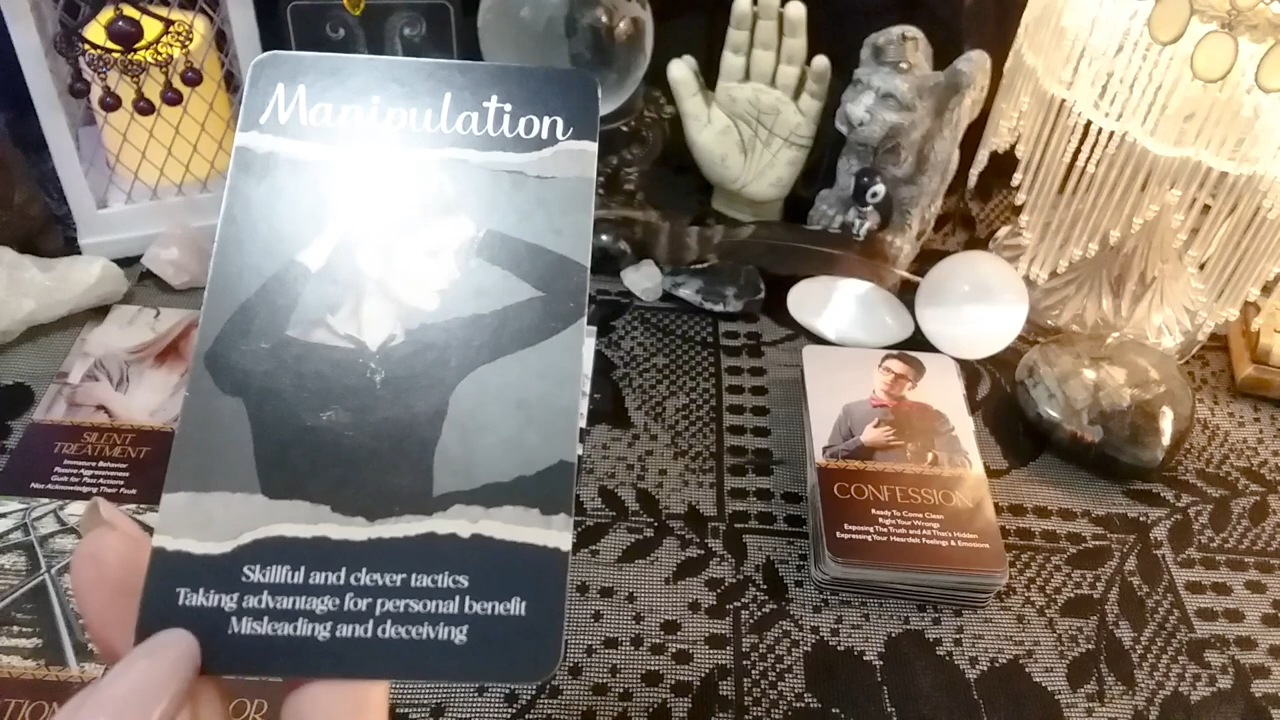 Manipulation
Skillful and clever tactics
Taking advantage for personal benefit
Misleading and deceiving
SILENT
TREATMENT
Immature Behavior
Passive Aggressiveness
Guilt for Past Actions
Not Acknowledging Their Fault
CONFESSION
Ready To Come Clean
Right Your Wrongs
Exposing The Truth and All That's Hidden
Expressing Your Heartfelt Feelings & Emotions